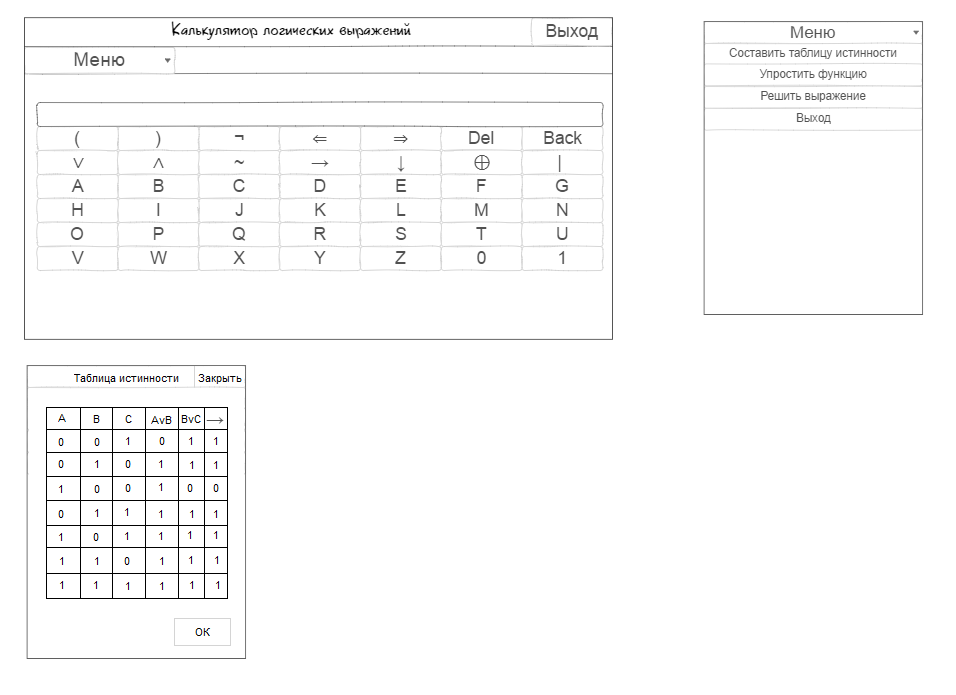 Калькулятор логических выражений Выход
Меню
( ) ¬ ⇐ ⇒ Del Back
∨ ∧ ~ → ↓ ⊕ |
A B C D E F G
H I J K L M N
O P Q R S T U
V W X Y Z 0 1
Меню
Составить таблицу истинности
Упростить функцию
Решить выражение
Выход
Таблица истинности Закрыть
A B C AvB BvC →
0 0 1 0 1 1
0 1 0 1 1 1
1 0 0 1 0 0
0 1 1 1 1 1
1 0 1 1 1 1
1 1 0 1 1 1
1 1 1 1 1 1
ОК